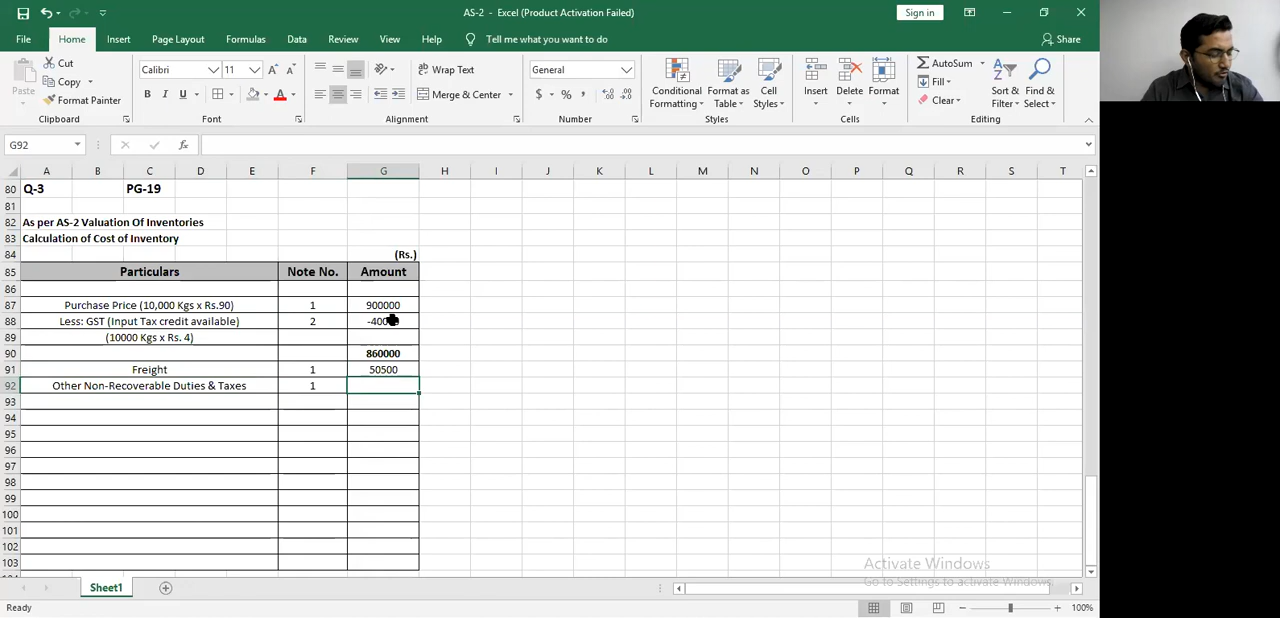 AS-2 - Excel (Product Activation Failed)
Sign in
File Home Insert Page Layout Formulas Data Review View Help Tell me what you want to do Share
Paste
Cut
Copy
Format Painter
Clipboard
Calibri 11
B I U
Font
Wrap Text
Merge & Center
Alignment
General
$ % ,
Number
Conditional Formatting
Format as Table
Cell Styles
Styles
Insert
Delete
Format
Cells
AutoSum
Fill
Clear
Sort & Filter
Find & Select
Editing
G92 fx
A B C D E F G H I J K L M N O P Q R S T
80 Q-3 PG-19
81
82 As per AS-2 Valuation Of Inventories
83 Calculation of Cost of Inventory
84 (Rs.)
85 Particulars Note No. Amount
86
87 Purchase Price (10,000 Kgs x Rs.90) 1 900000
88 Less: GST (Input Tax credit available) 2
89 (10000 Kgs x Rs. 4)
90 860000
91 Freight 1 50500
92 Other Non-Recoverable Duties & Taxes 1
93
94
95
96
97
98
99
100
101
102
103
Activate Windows
Go to Settings to activate Windows.
Sheet1
Ready
100%